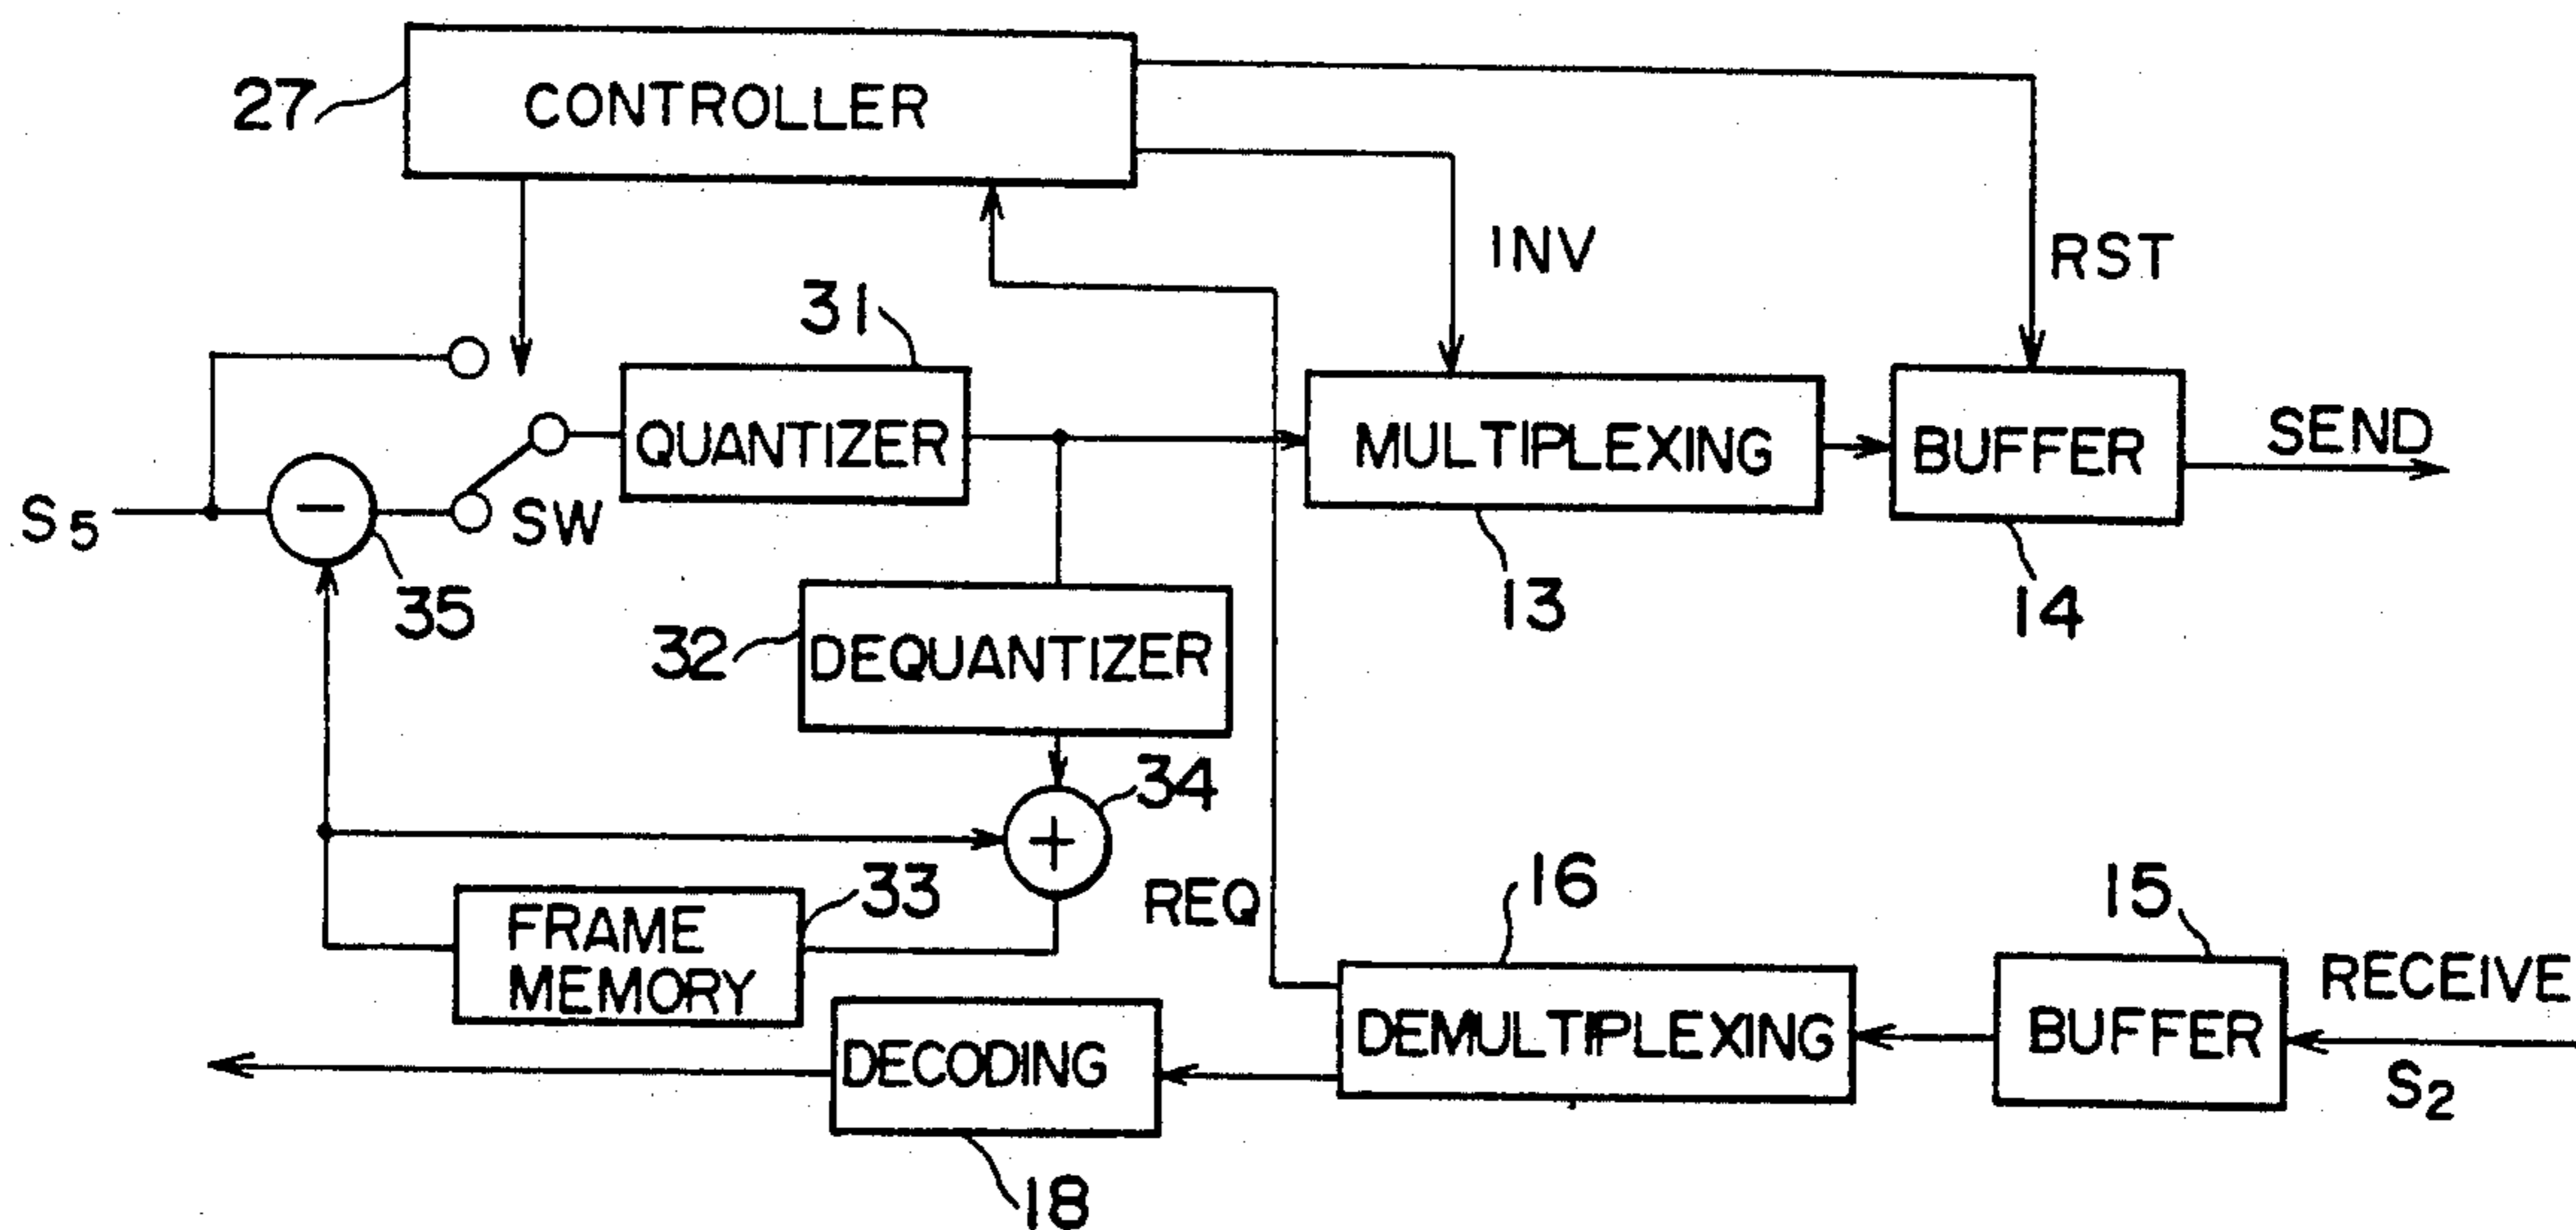 27
CONTROLLER
INV
RST
31
QUANTIZER
MULTIPLEXING
BUFFER
SEND
S5
SW
35
13
14
32
DEQUANTIZER
34
33
REQ
16
15
FRAME
MEMORY
RECEIVE
DECODING
DEMULTIPLEXING
BUFFER
S2
18